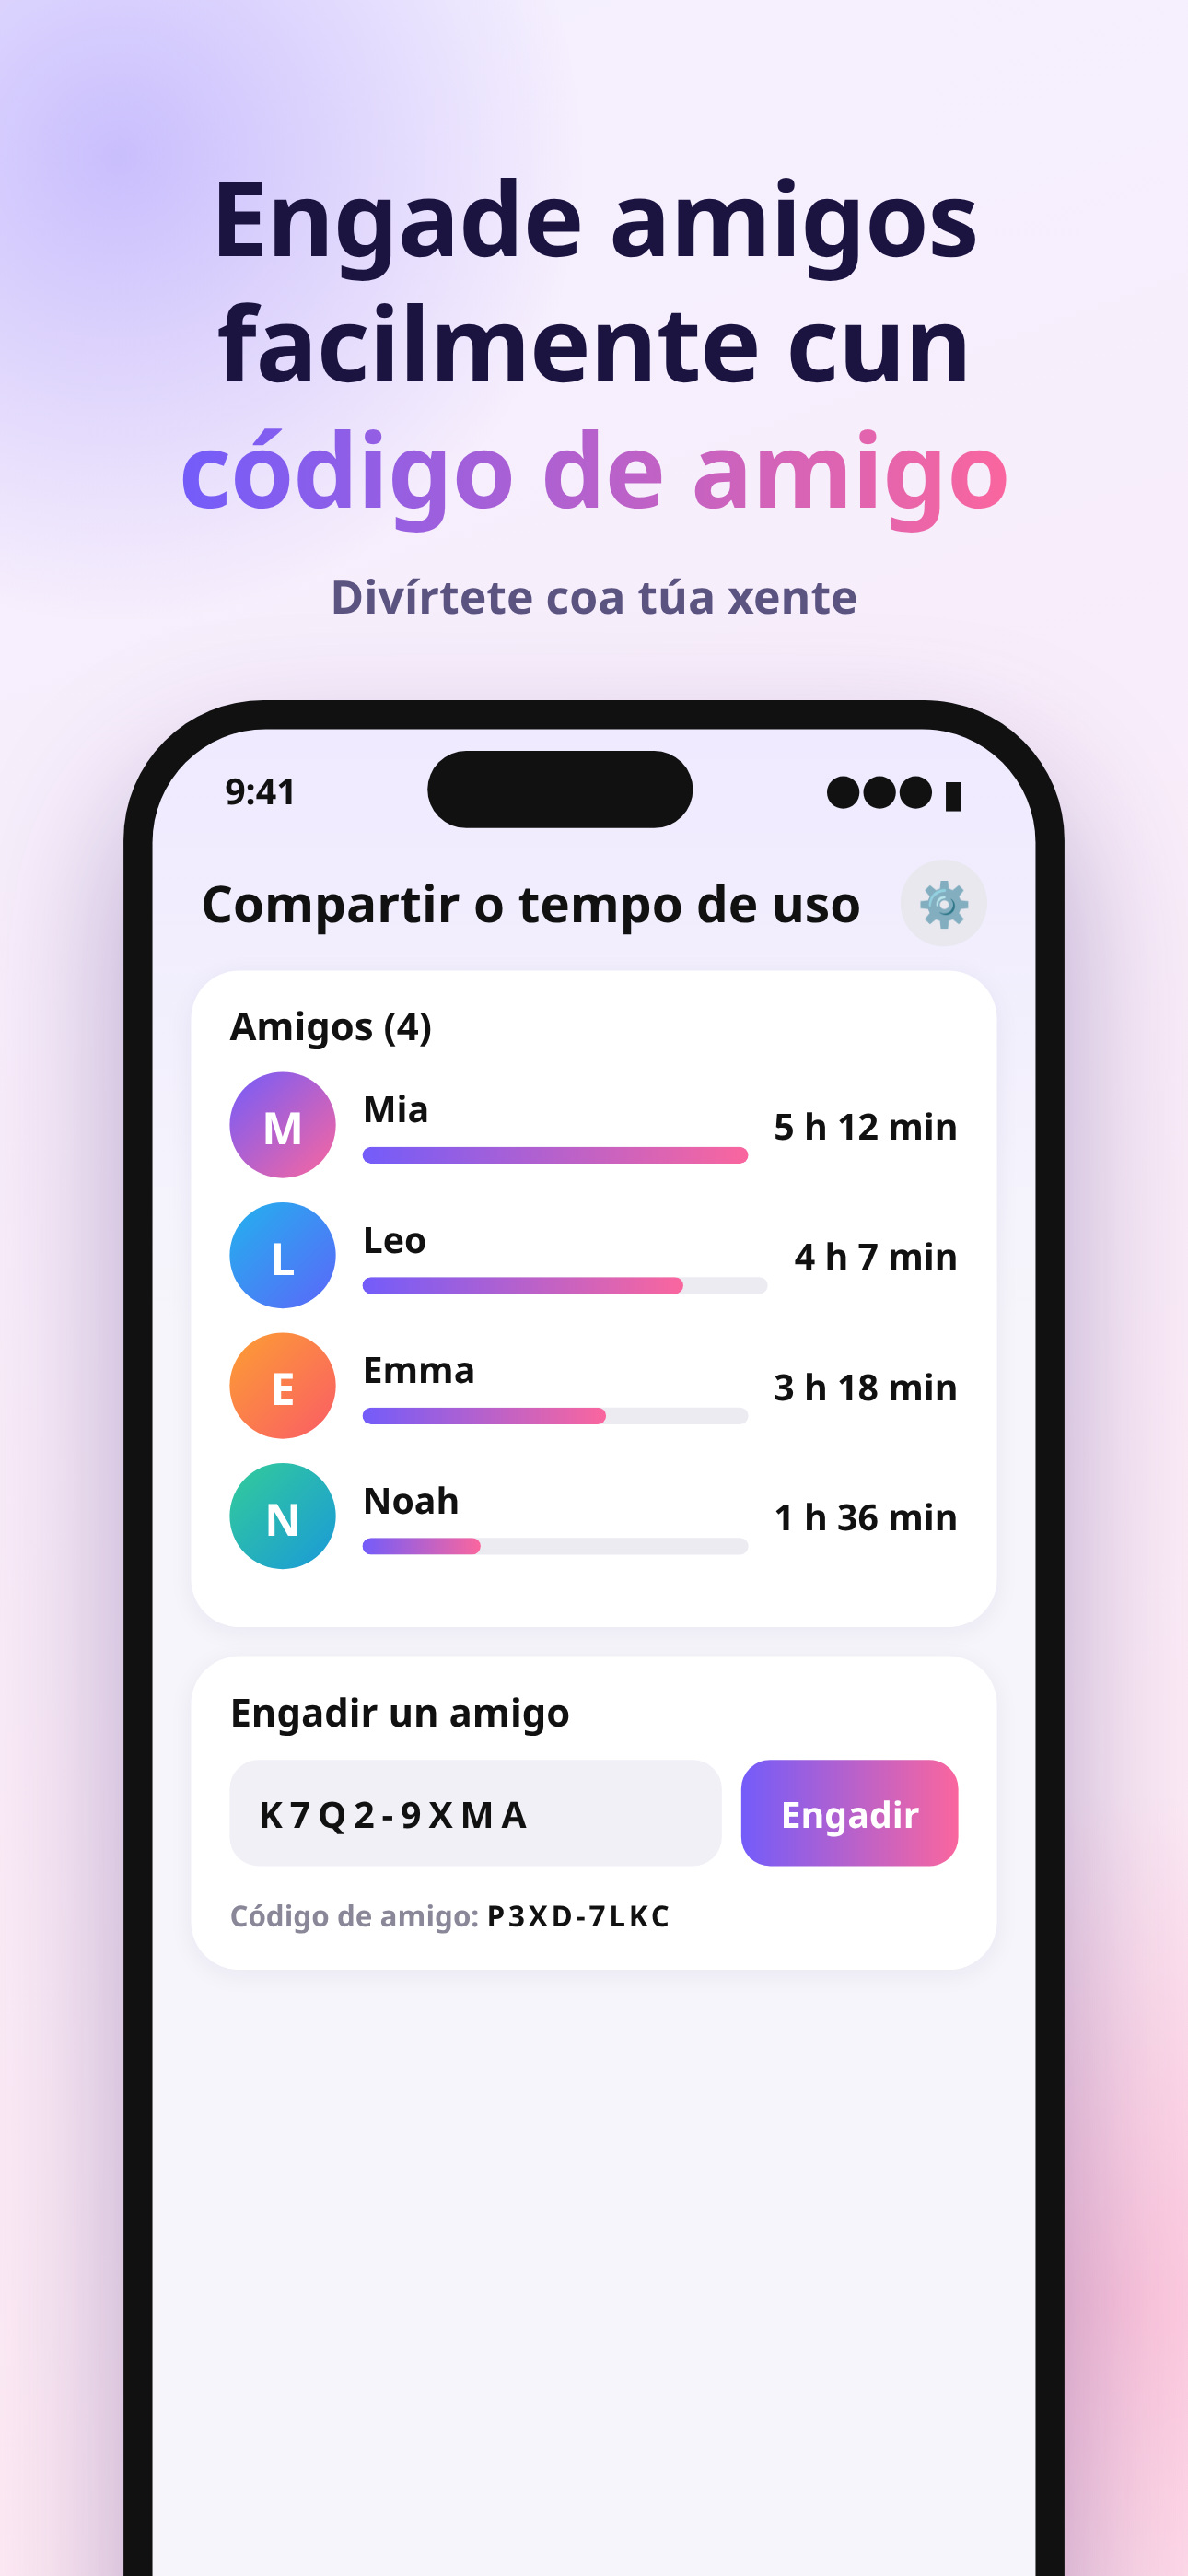 Engade amigos
facilmente cun
código de amigo
Divírtete coa túa xente
9:41
Compartir o tempo de uso
Amigos (4)
M
Mia
5 h 12 min
L
Leo
4 h 7 min
E
Emma
3 h 18 min
N
Noah
1 h 36 min
Engadir un amigo
K7Q2-9XMA
Engadir
Código de amigo: P3XD-7LKC